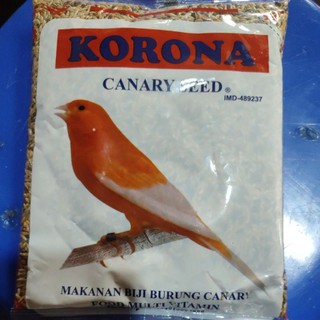 KORONA
CANARY SEED ®
IMD-489237
MAKANAN BIJI BURUNG CANARY
FOOD MULTI VITAMIN